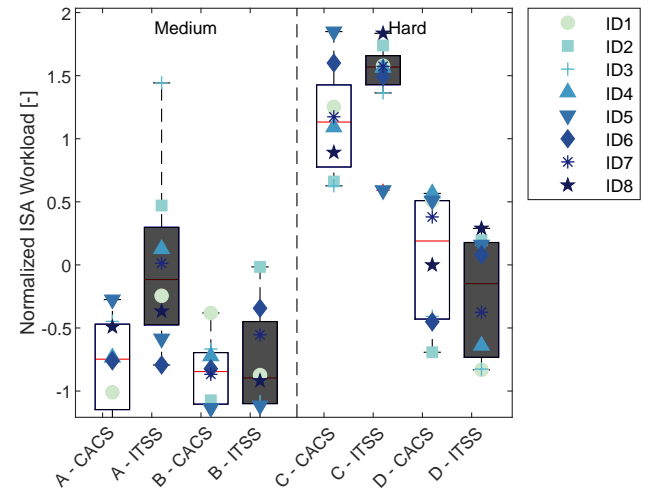 Medium
Hard
2
1.5
1
0.5
0
-0.5
-1
Normalized ISA Workload [-]
A - CACS
A - ITSS
B - CACS
B - ITSS
C - CACS
C - ITSS
D - CACS
D - ITSS
ID1
ID2
ID3
ID4
ID5
ID6
ID7
ID8